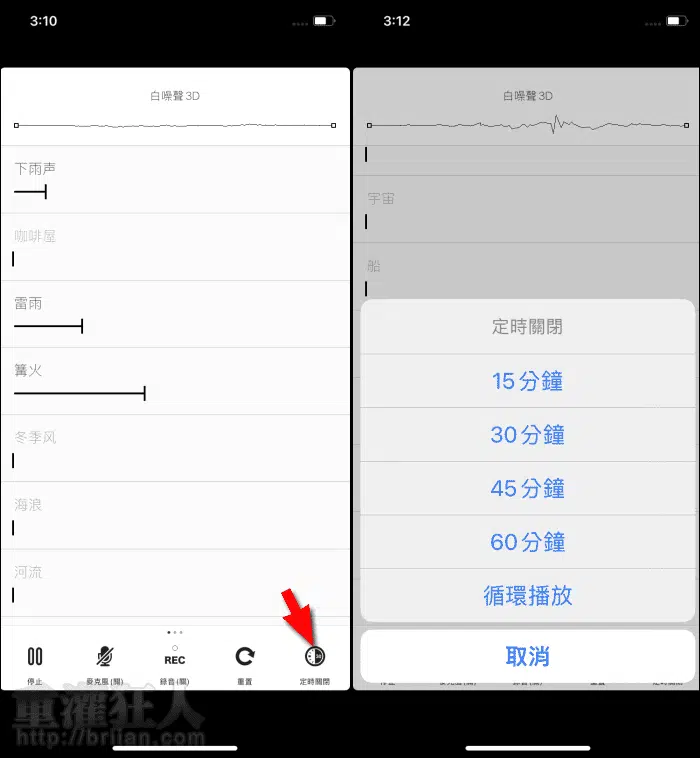 3:10
白噪聲3D
下雨声
咖啡屋
雷雨
篝火
冬季风
海浪
河流
REC
停止
麥克風(關)
錄音(關)
重置
定時關閉
重灌狂人
http://briian.com
3:12
白噪聲3D
宇宙
船
定時關閉
15分鐘
30分鐘
45分鐘
60分鐘
循環播放
取消